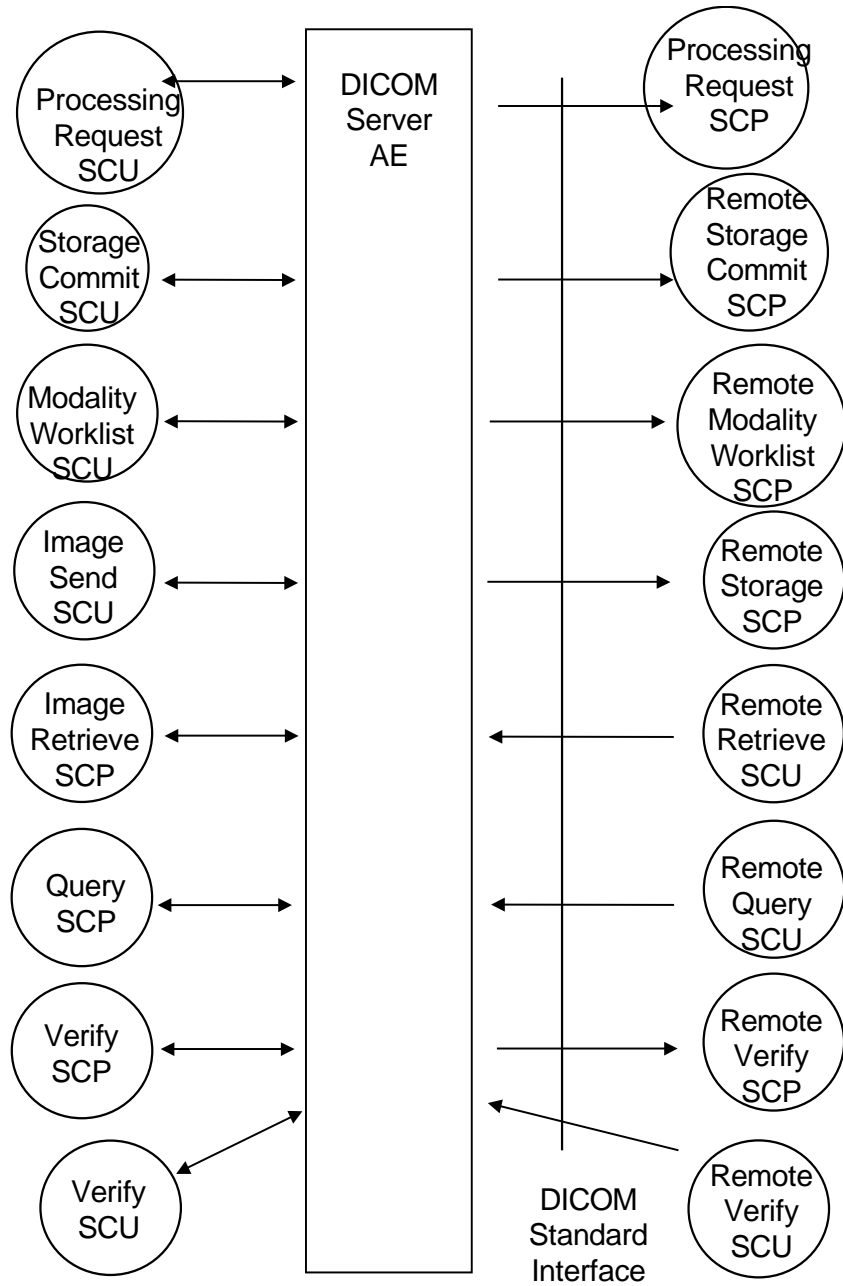 Processing
Request
SCU
Storage
Commit
SCU
Modality
Worklist
SCU
Image
Send
SCU
Image
Retrieve
SCP
Query
SCP
Verify
SCP
Verify
SCU
DICOM
Server
AE
DICOM
Standard
Interface
Processing
Request
SCP
Remote
Storage
Commit
SCP
Remote
Modality
Worklist
SCP
Remote
Storage
SCP
Remote
Retrieve
SCU
Remote
Query
SCU
Remote
Verify
SCP
Remote
Verify
SCU